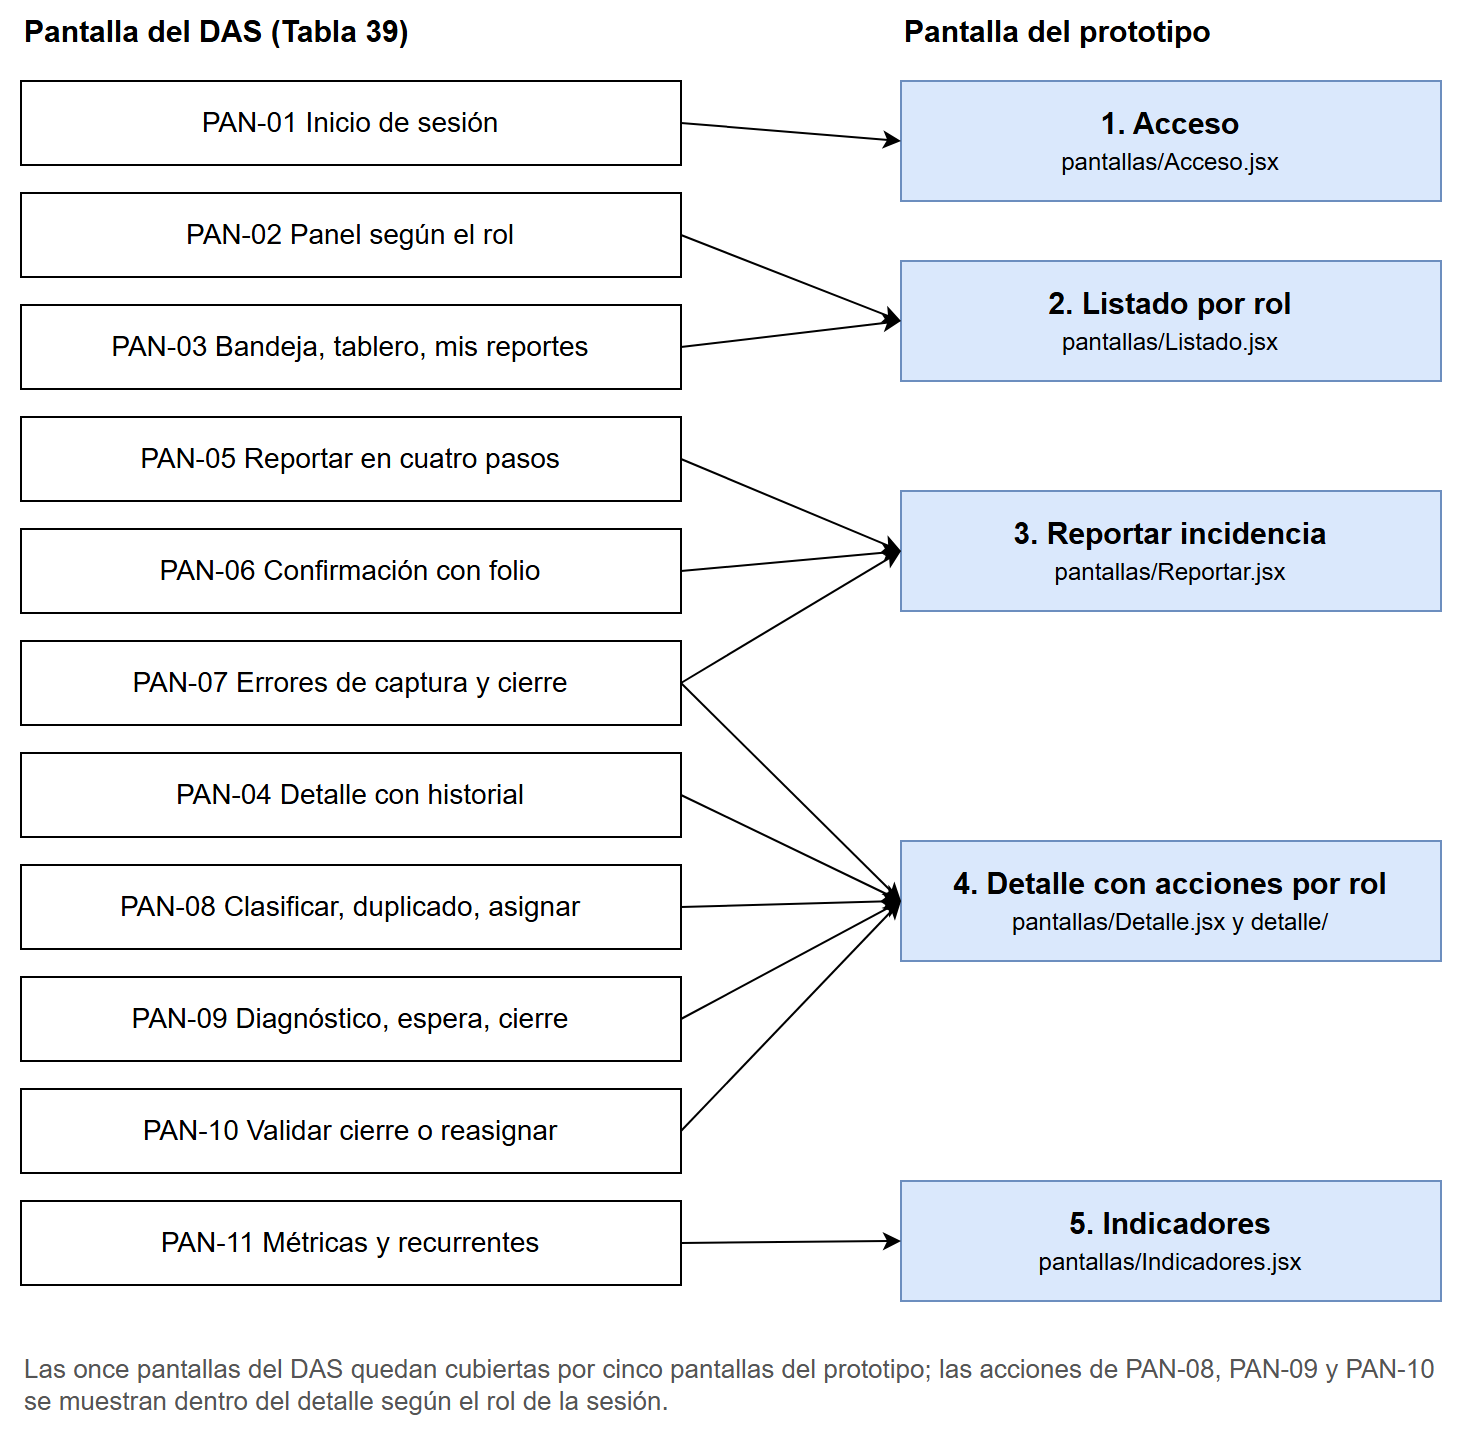 Pantalla del DAS (Tabla 39)
Pantalla del prototipo
PAN-01 Inicio de sesión
1. Acceso
pantallas/Acceso.jsx
PAN-02 Panel según el rol
2. Listado por rol
pantallas/Listado.jsx
PAN-03 Bandeja, tablero, mis reportes
PAN-05 Reportar en cuatro pasos
3. Reportar incidencia
pantallas/Reportar.jsx
PAN-06 Confirmación con folio
PAN-07 Errores de captura y cierre
PAN-04 Detalle con historial
4. Detalle con acciones por rol
pantallas/Detalle.jsx y detalle/
PAN-08 Clasificar, duplicado, asignar
PAN-09 Diagnóstico, espera, cierre
PAN-10 Validar cierre o reasignar
PAN-11 Métricas y recurrentes
5. Indicadores
pantallas/Indicadores.jsx
Las once pantallas del DAS quedan cubiertas por cinco pantallas del prototipo; las acciones de PAN-08, PAN-09 y PAN-10
se muestran dentro del detalle según el rol de la sesión.